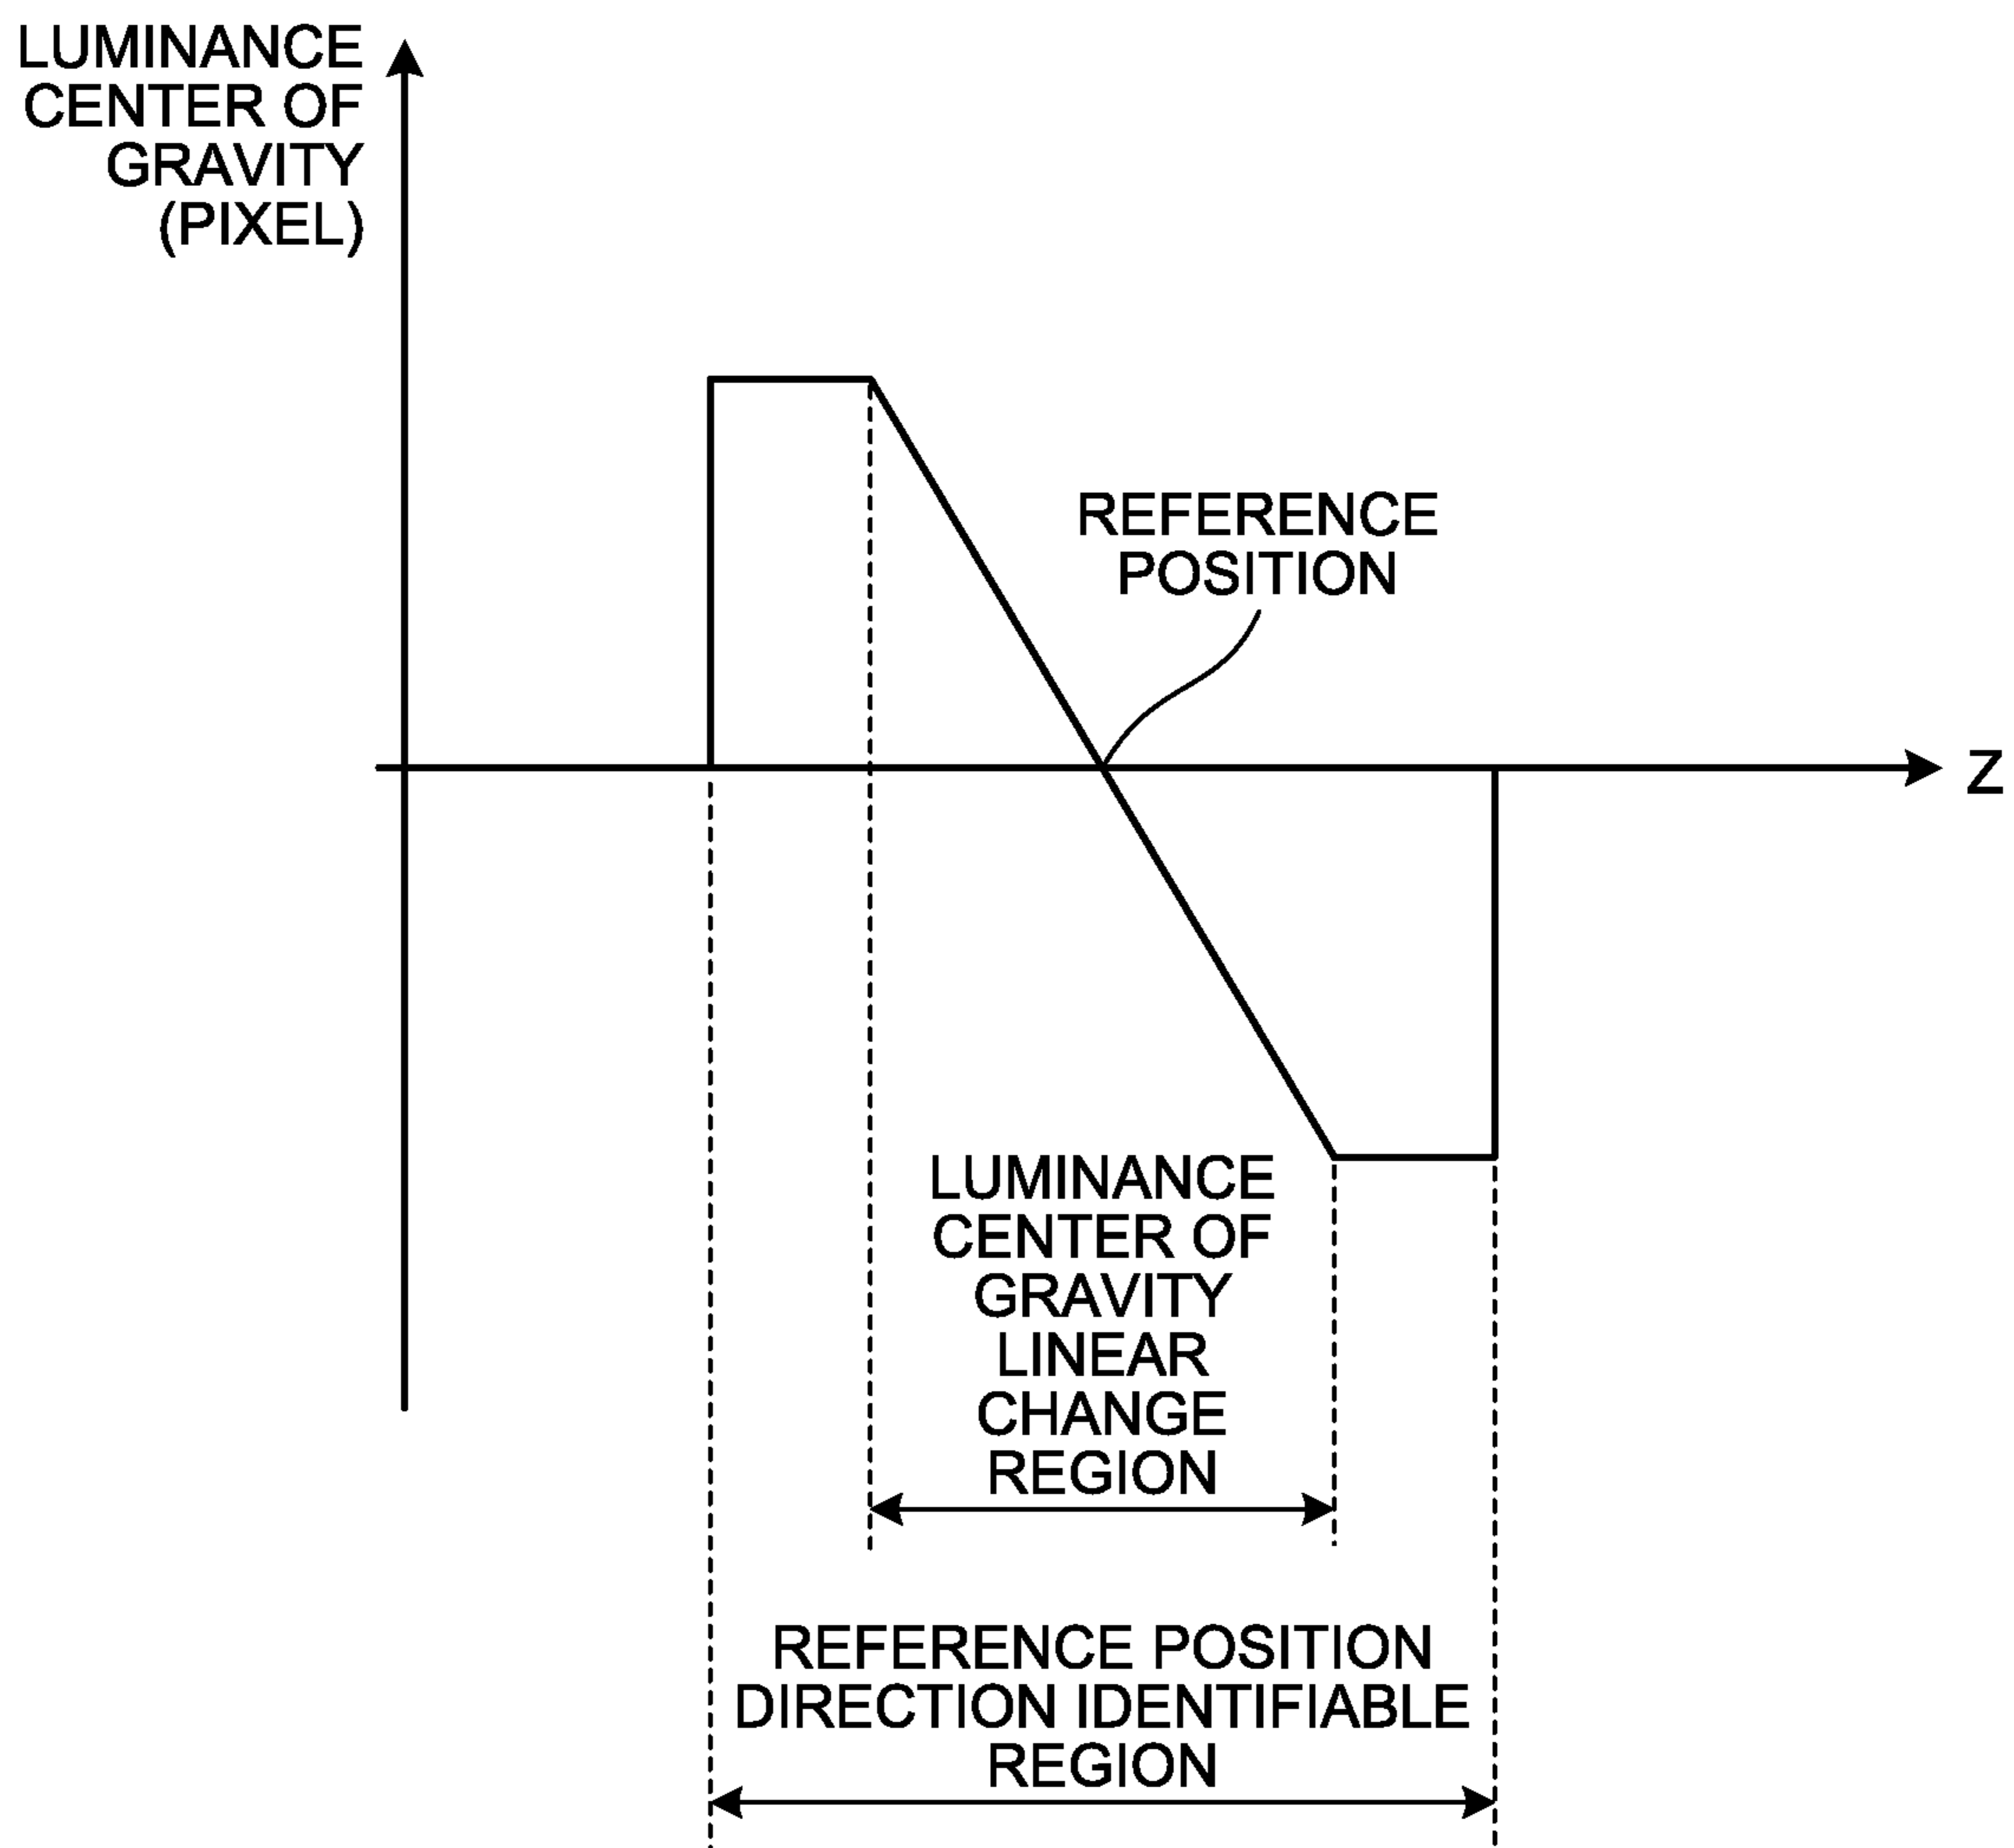 LUMINANCE
CENTER OF
GRAVITY
(PIXEL)
REFERENCE
POSITION
Z
LUMINANCE
CENTER OF
GRAVITY
LINEAR
CHANGE
REGION
REFERENCE POSITION
DIRECTION IDENTIFIABLE
REGION